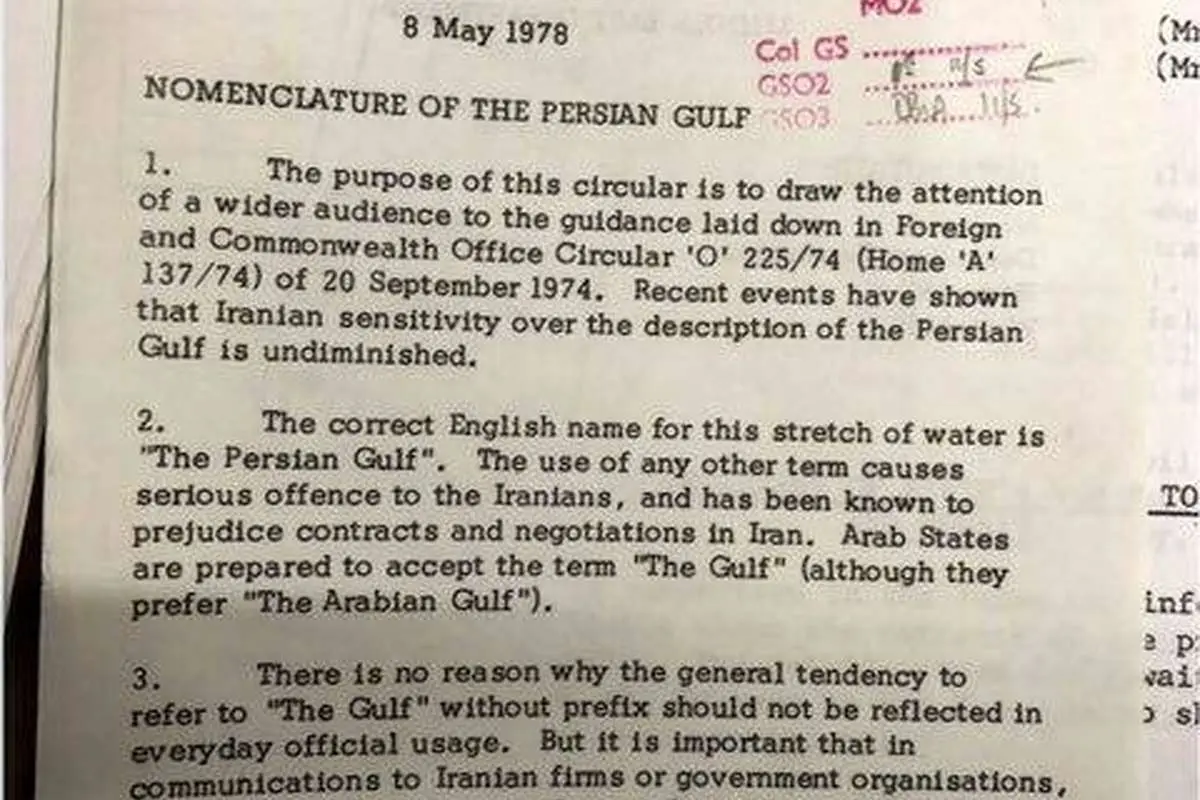 8 May 1978
MO2
Col GS
GSO2
GSO3
11/5
NOMENCLATURE OF THE PERSIAN GULF
1. The purpose of this circular is to draw the attention
of a wider audience to the guidance laid down in Foreign
and Commonwealth Office Circular 'O' 225/74 (Home 'A'
137/74) of 20 September 1974. Recent events have shown
that Iranian sensitivity over the description of the Persian
Gulf is undiminished.
2. The correct English name for this stretch of water is
"The Persian Gulf". The use of any other term causes
serious offence to the Iranians, and has been known to
prejudice contracts and negotiations in Iran. Arab States
are prepared to accept the term "The Gulf" (although they
prefer "The Arabian Gulf").
3. There is no reason why the general tendency to
refer to "The Gulf" without prefix should not be reflected in
everyday official usage. But it is important that in
communications to Iranian firms or government organisations,
TO